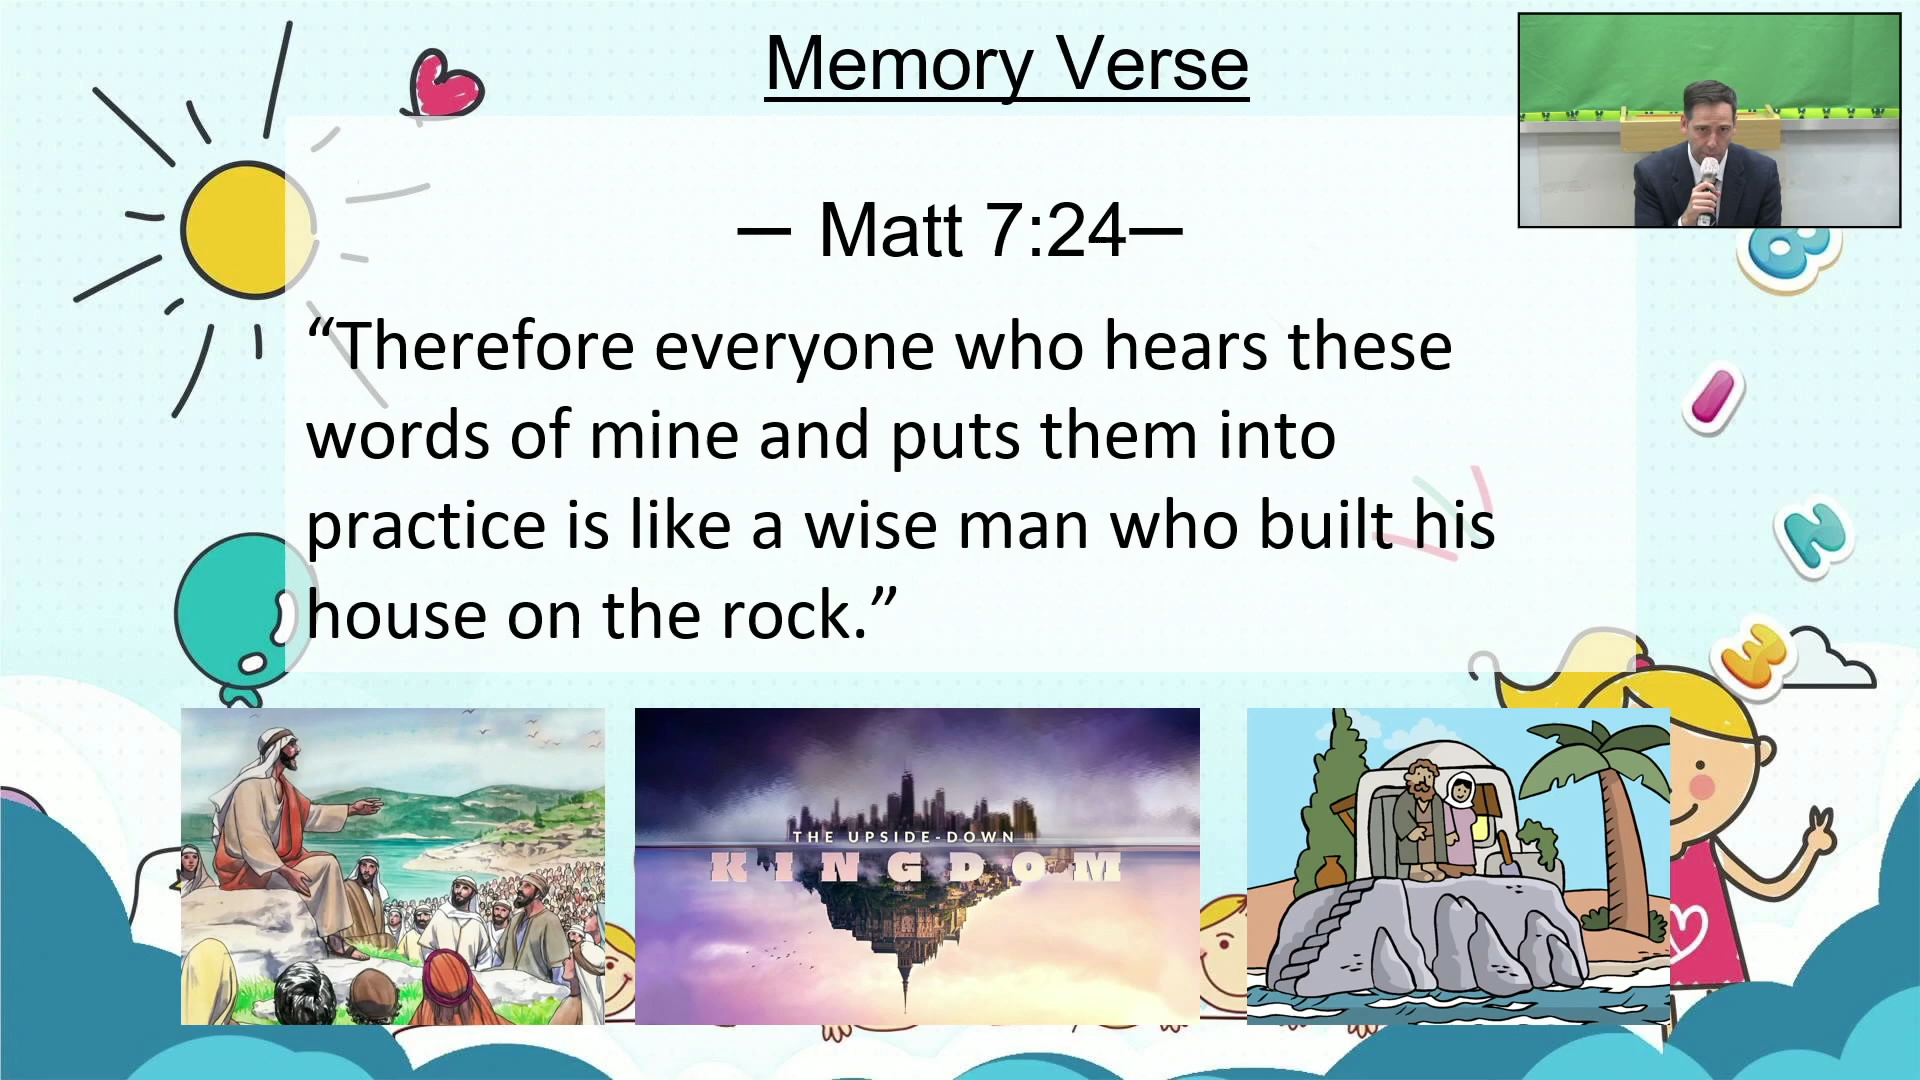 Memory Verse
— Matt 7:24—
“Therefore everyone who hears these
words of mine and puts them into
practice is like a wise man who built his
house on the rock.”
THE UPSIDE-DOWN
KINGDOM